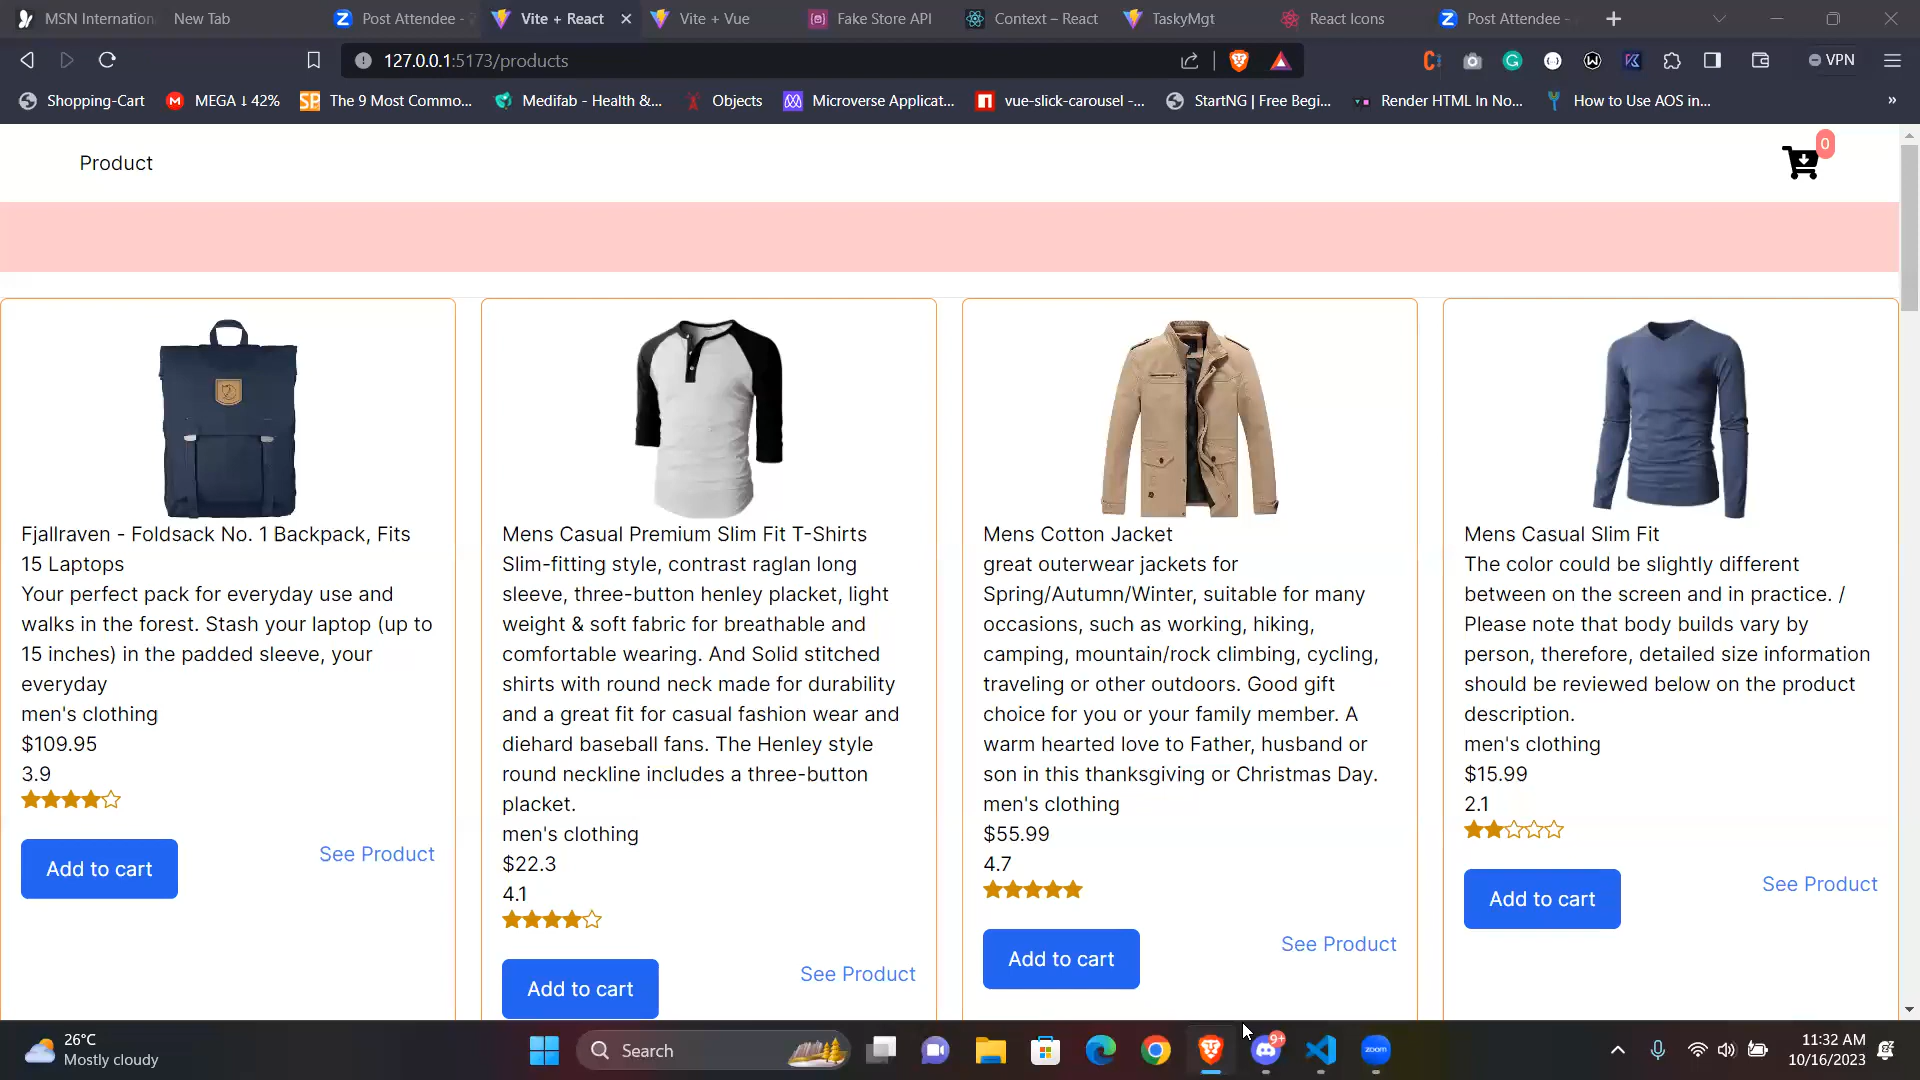 MSN Internation
New Tab
Post Attendee -
Vite + React
Vite + Vue
Fake Store API
Context – React
TaskyMgt
React Icons
Post Attendee -
127.0.0.1:5173/products
VPN
Shopping-Cart
MEGA ↓ 42%
The 9 Most Commo...
Medifab - Health &...
Objects
Microverse Applicat...
vue-slick-carousel -...
StartNG | Free Begi...
Render HTML In No...
How to Use AOS in...
»
Product
0
Fjallraven - Foldsack No. 1 Backpack, Fits
15 Laptops
Your perfect pack for everyday use and
walks in the forest. Stash your laptop (up to
15 inches) in the padded sleeve, your
everyday
men's clothing
$109.95
3.9
Add to cart
See Product
Mens Casual Premium Slim Fit T-Shirts
Slim-fitting style, contrast raglan long
sleeve, three-button henley placket, light
weight & soft fabric for breathable and
comfortable wearing. And Solid stitched
shirts with round neck made for durability
and a great fit for casual fashion wear and
diehard baseball fans. The Henley style
round neckline includes a three-button
placket.
men's clothing
$22.3
4.1
Add to cart
See Product
Mens Cotton Jacket
great outerwear jackets for
Spring/Autumn/Winter, suitable for many
occasions, such as working, hiking,
camping, mountain/rock climbing, cycling,
traveling or other outdoors. Good gift
choice for you or your family member. A
warm hearted love to Father, husband or
son in this thanksgiving or Christmas Day.
men's clothing
$55.99
4.7
Add to cart
See Product
Mens Casual Slim Fit
The color could be slightly different
between on the screen and in practice. /
Please note that body builds vary by
person, therefore, detailed size information
should be reviewed below on the product
description.
men's clothing
$15.99
2.1
Add to cart
See Product
26°C
Mostly cloudy
Search
9+
zoom
11:32 AM
10/16/2023